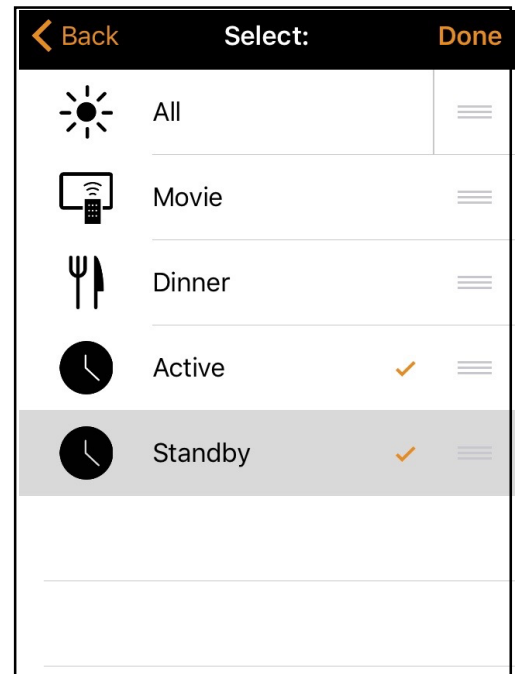 Back Select: Done
All
Movie
Dinner
Active
Standby